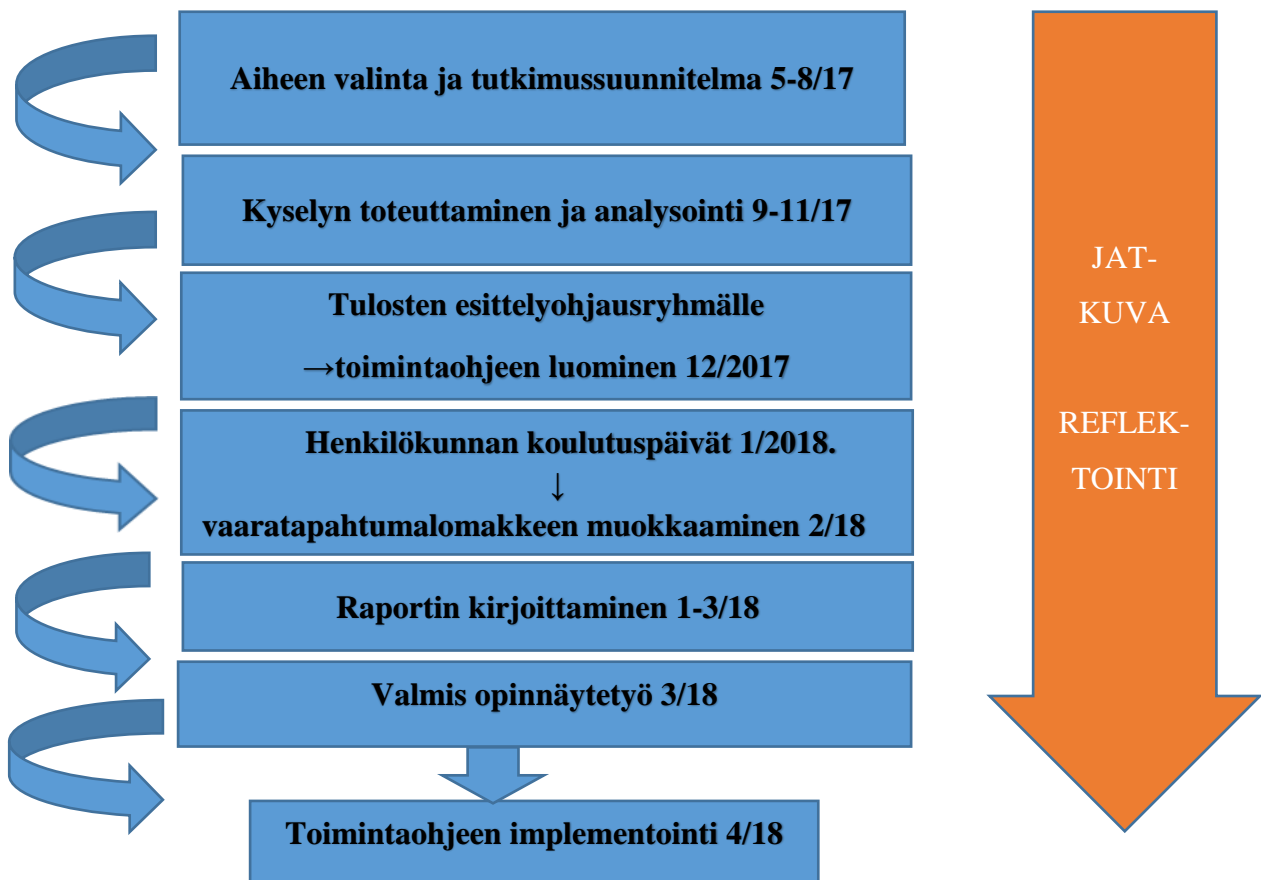 Aiheen valinta ja tutkimussuunnitelma 5-8/17
Kyselyn toteuttaminen ja analysointi 9-11/17
Tulosten esittelyohjausryhmälle
→toimintaohjeen luominen 12/2017
Henkilökunnan koulutuspäivät 1/2018.
↓
vaaratapahtumalomakkeen muokkaaminen 2/18
Raportin kirjoittaminen 1-3/18
Valmis opinnäytetyö 3/18
Toimintaohjeen implementointi 4/18
JAT-
KUVA
REFLEK-
TOINTI